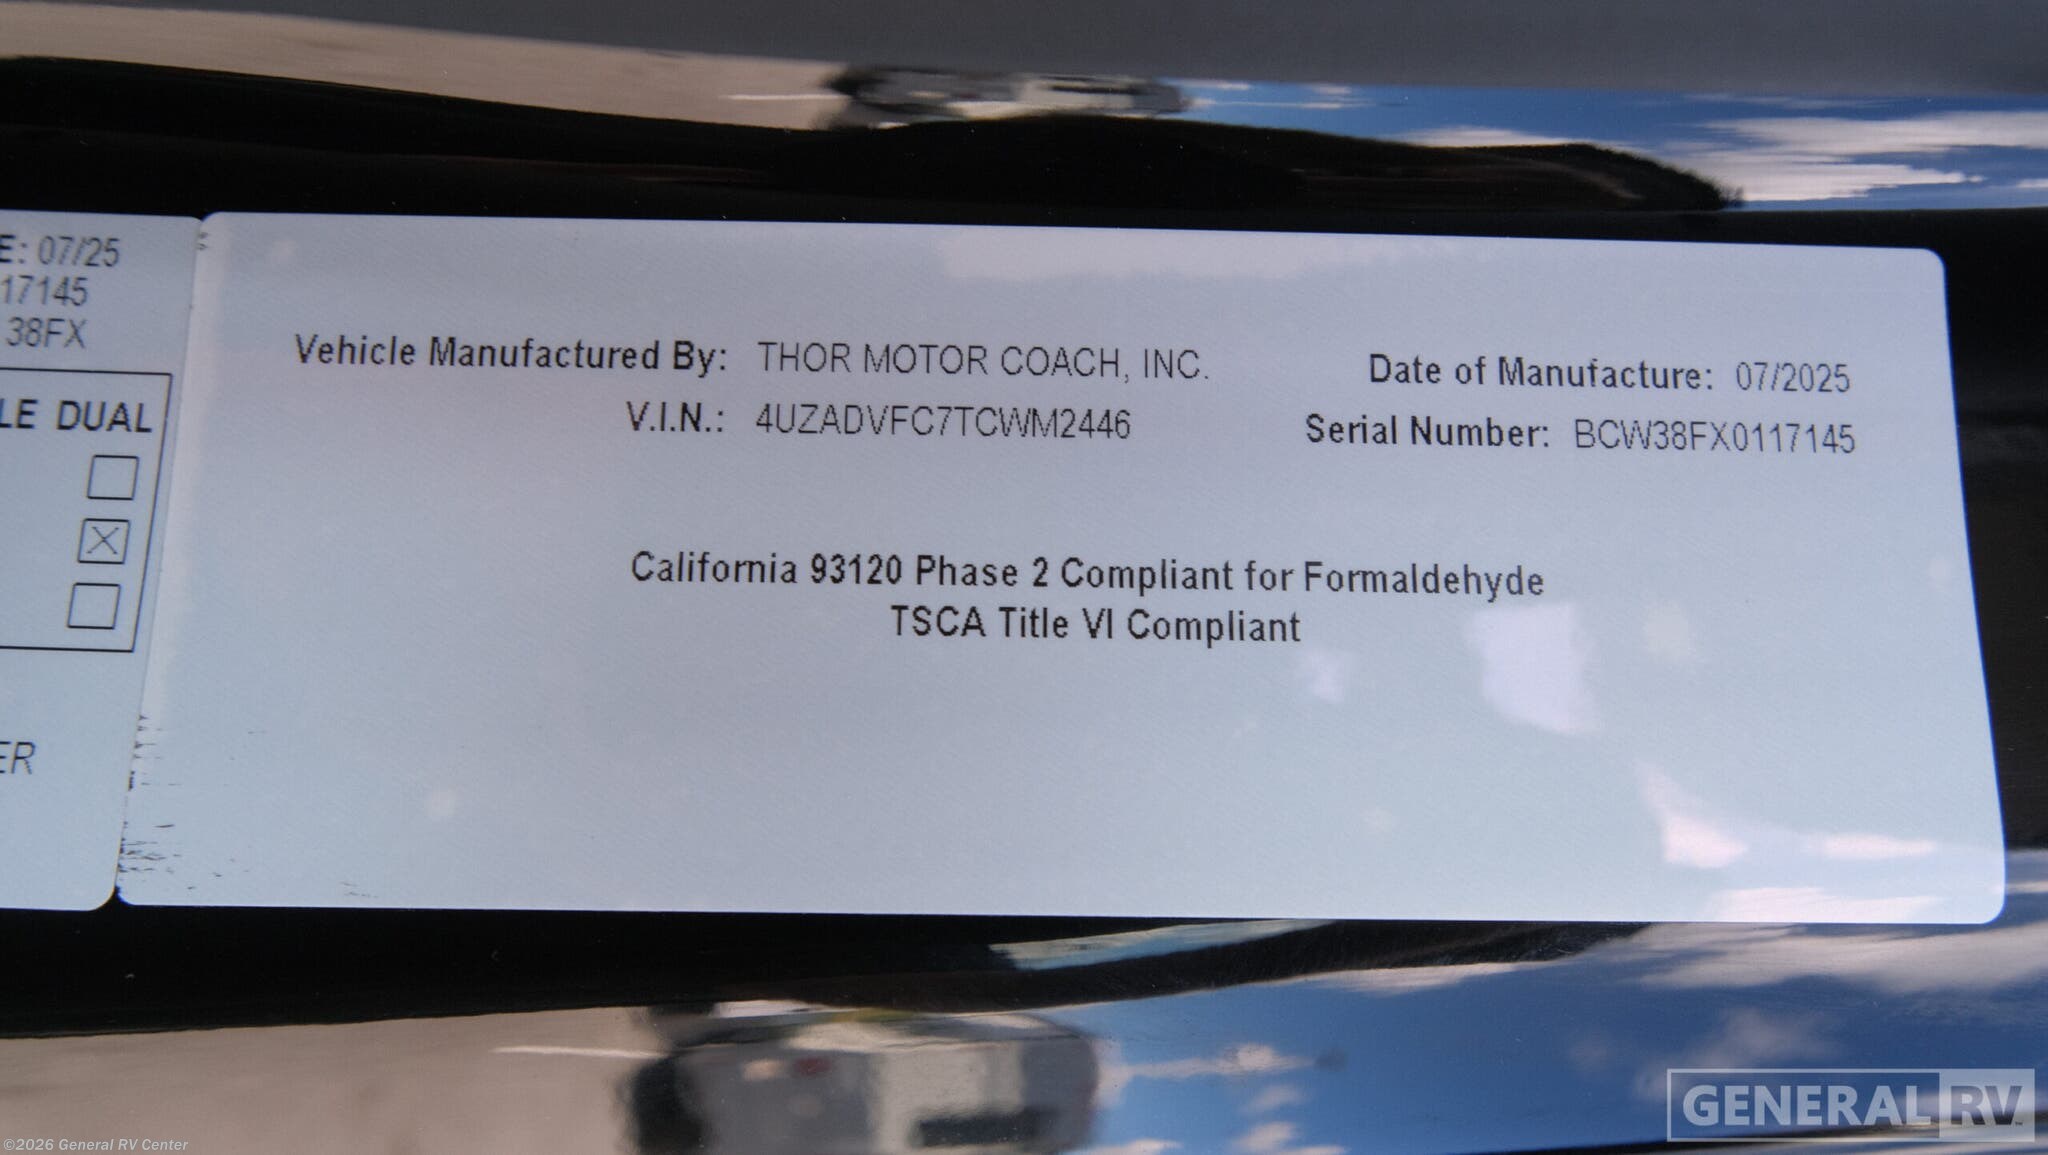 E: 07/25
17145
38FX
LE DUAL
ER
Vehicle Manufactured By: THOR MOTOR COACH, INC.
Date of Manufacture: 07/2025
V.I.N.: 4UZADVFC7TCWM2446
Serial Number: BCW38FX0117145
California 93120 Phase 2 Compliant for Formaldehyde
TSCA Title VI Compliant
GENERAL RV
©2026 General RV Center